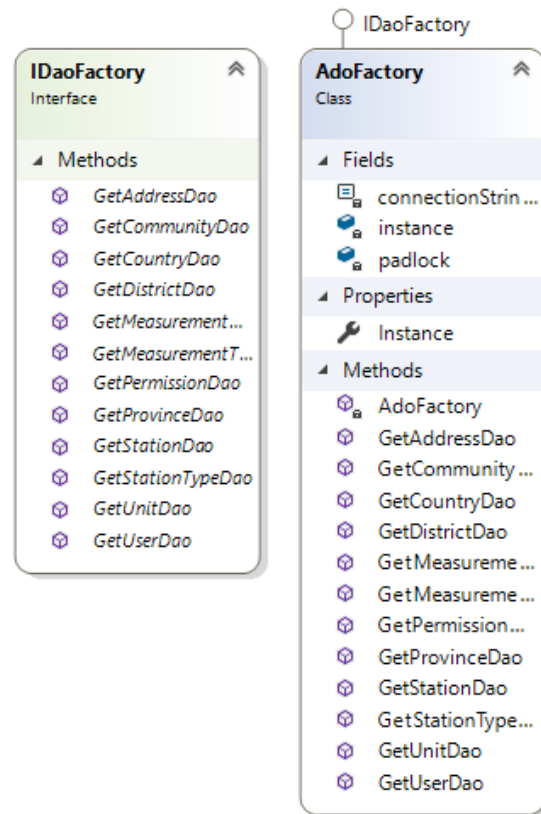 IDaoFactory
Interface
Methods
GetAddressDao
GetCommunityDao
GetCountryDao
GetDistrictDao
GetMeasurement...
GetMeasurementT...
GetPermissionDao
GetProvinceDao
GetStationDao
GetStationTypeDao
GetUnitDao
GetUserDao
IDaoFactory
AdoFactory
Class
Fields
connectionStrin...
instance
padlock
Properties
Instance
Methods
AdoFactory
GetAddressDao
GetCommunity...
GetCountryDao
GetDistrictDao
GetMeasureme...
GetMeasureme...
GetPermission...
GetProvinceDao
GetStationDao
GetStationType...
GetUnitDao
GetUserDao